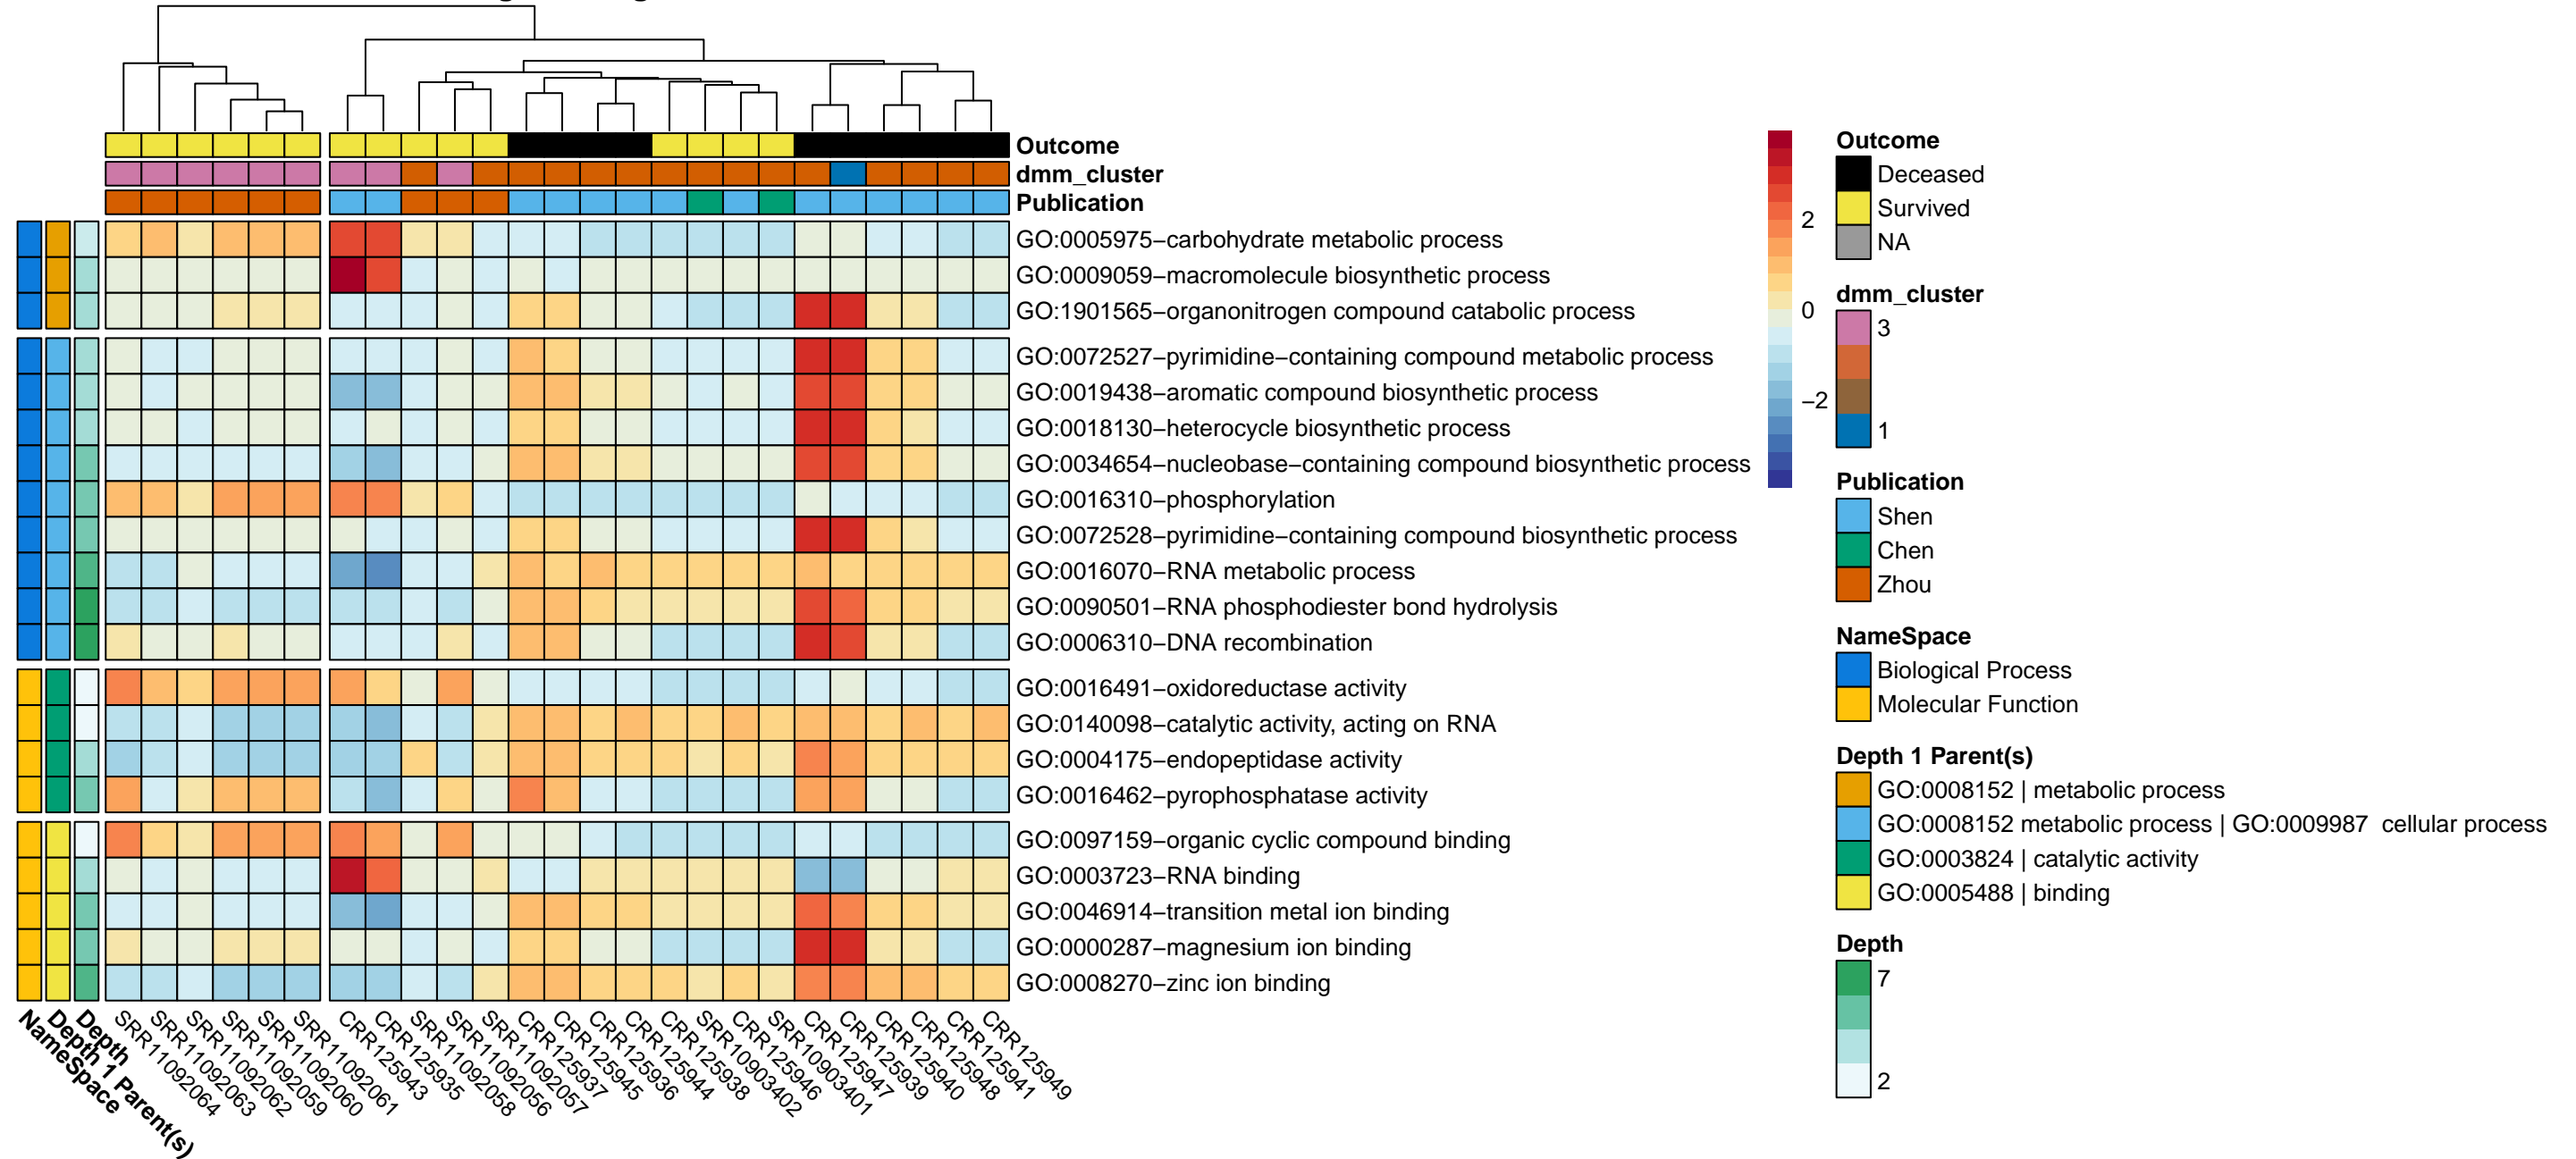 Outcome
dmm_cluster
Publication
GO:0005975−carbohydrate metabolic process
GO:0009059−macromolecule biosynthetic process
GO:1901565−organonitrogen compound catabolic process
GO:0072527−pyrimidine−containing compound metabolic process
GO:0019438−aromatic compound biosynthetic process
GO:0018130−heterocycle biosynthetic process
GO:0034654−nucleobase−containing compound biosynthetic process
GO:0016310−phosphorylation
GO:0072528−pyrimidine−containing compound biosynthetic process
GO:0016070−RNA metabolic process
GO:0090501−RNA phosphodiester bond hydrolysis
GO:0006310−DNA recombination
GO:0016491−oxidoreductase activity
GO:0140098−catalytic activity, acting on RNA
GO:0004175−endopeptidase activity
GO:0016462−pyrophosphatase activity
GO:0097159−organic cyclic compound binding
GO:0003723−RNA binding
GO:0046914−transition metal ion binding
GO:0000287−magnesium ion binding
GO:0008270−zinc ion binding
NameSpace
Depth 1 Parent(s)
Depth
SRR11092064
SRR11092063
SRR11092062
SRR11092059
SRR11092060
SRR11092061
CRR125943
CRR125935
SRR11092058
SRR11092056
SRR11092057
CRR125937
CRR125945
CRR125936
CRR125944
CRR125938
SRR10903402
CRR125946
SRR10903401
CRR125947
CRR125939
CRR125940
CRR125948
CRR125941
CRR125949
2
0
−2
Outcome
Deceased
Survived
NA
dmm_cluster
3
1
Publication
Shen
Chen
Zhou
NameSpace
Biological Process
Molecular Function
Depth 1 Parent(s)
GO:0008152 | metabolic process
GO:0008152 metabolic process | GO:0009987 cellular process
GO:0003824 | catalytic activity
GO:0005488 | binding
Depth
7
2